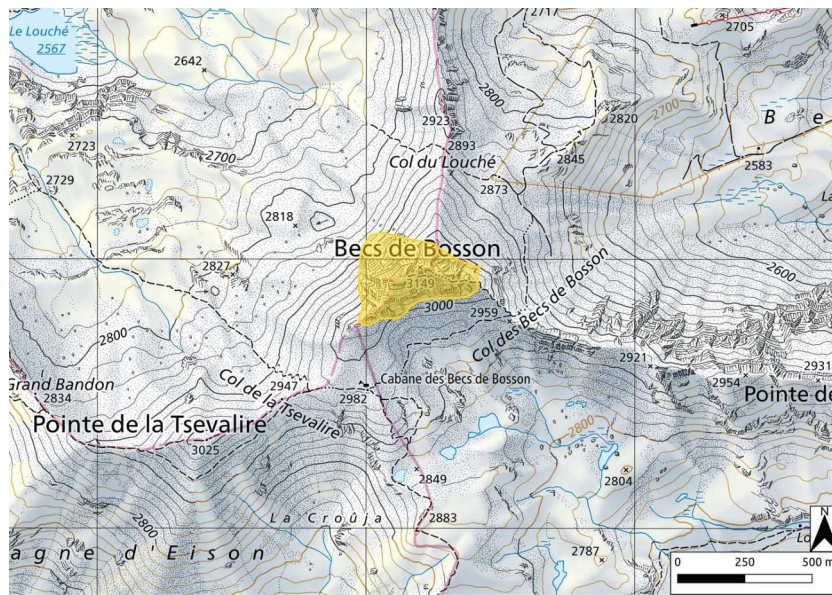 Le Louché
2567
2642
2717
2705
2923
2893
2800
2820
2700
2723
2700
Col du Louché
2845
2583
2729
2873
2818
Becs de Bosson
2827
3149
2600
3000
2959
Col des Becs de Bosson
2800
2921
2931
Grand Bandon
2834
Col de la Tsevalire
2947
2982
Cabane des Becs de Bosson
2954
Pointe de
Pointe de la Tsevalire
3025
2800
2849
2804
2800
La Croûja
2883
agne d'Eison
2787
0 250 500 m